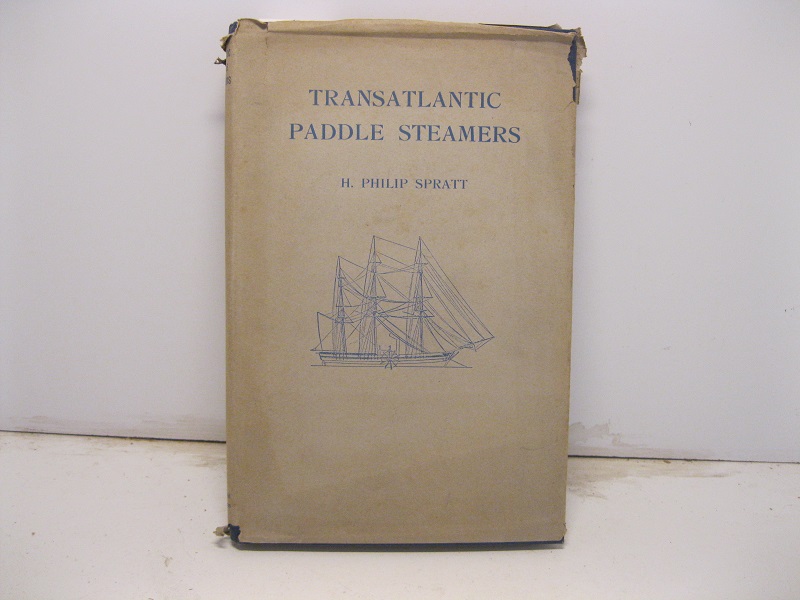 TRANSATLANTIC
PADDLE STEAMERS
H. PHILIP SPRATT